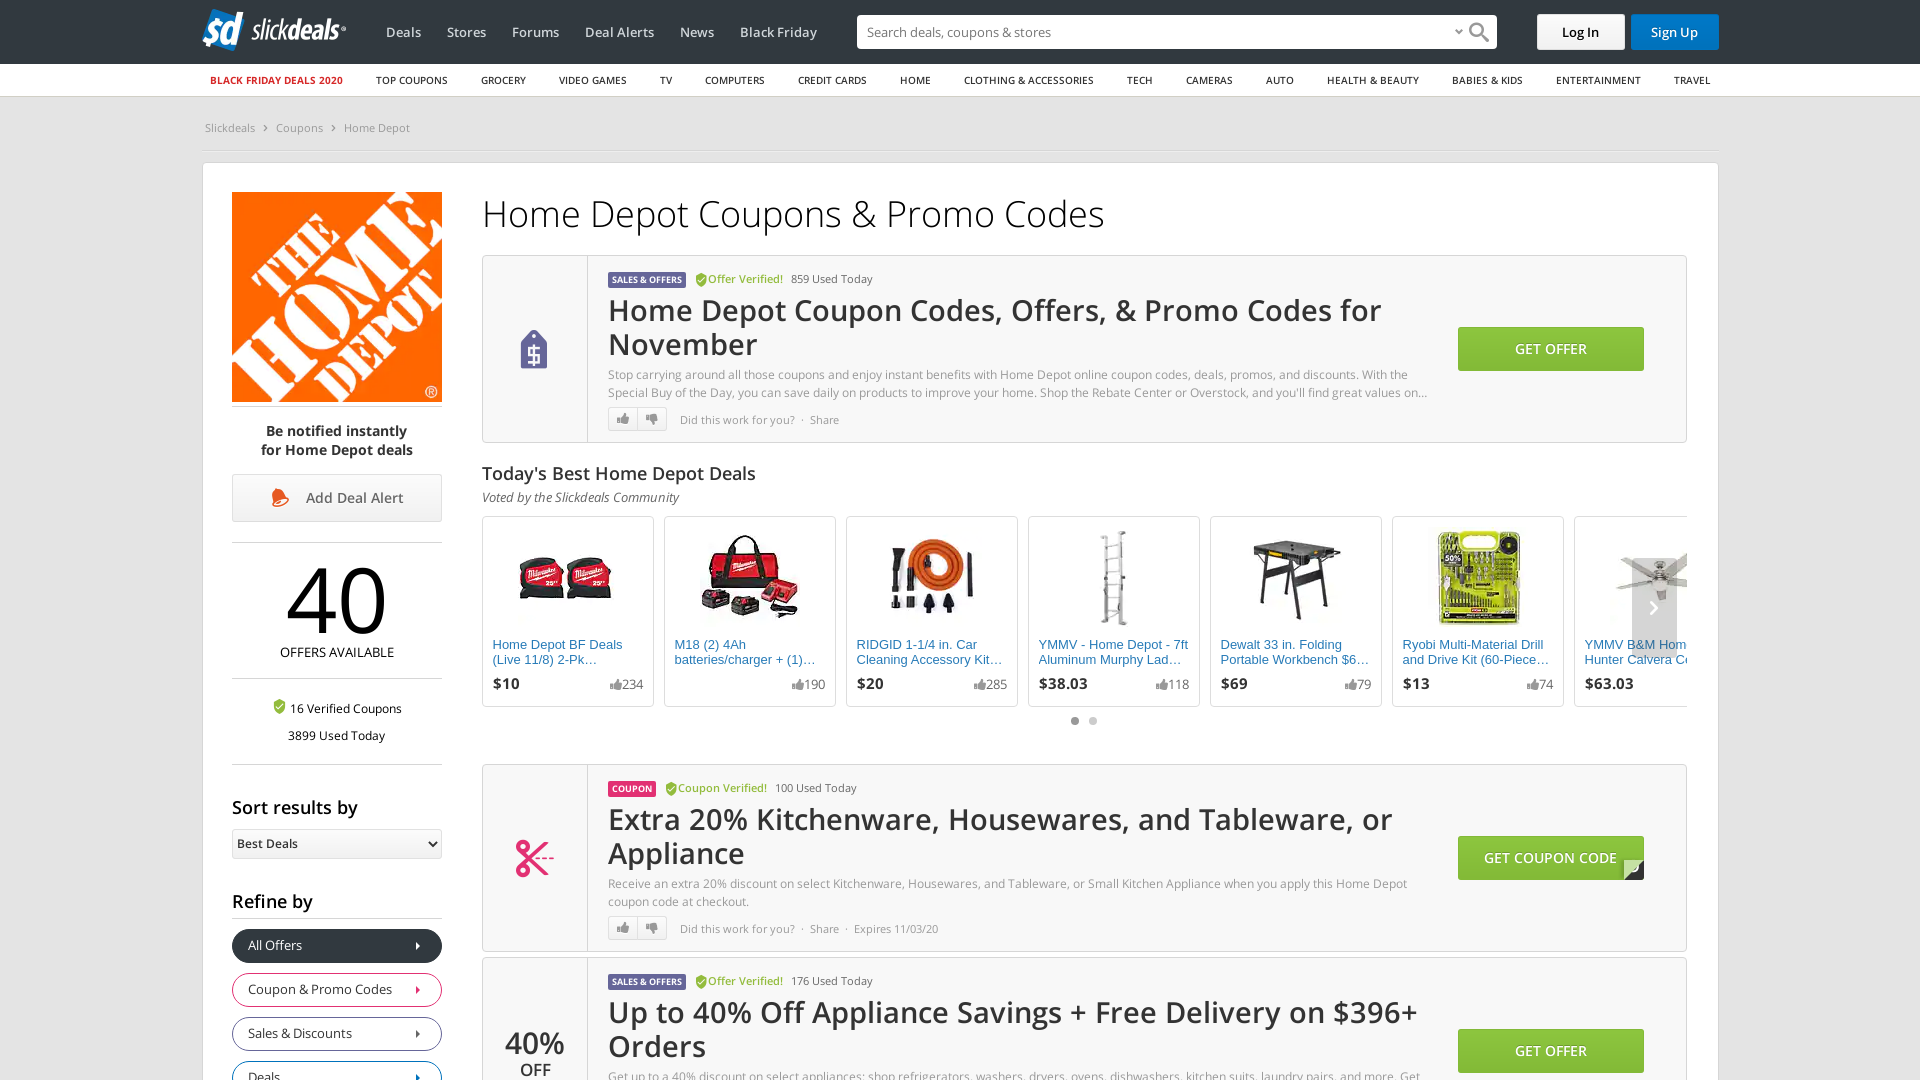 slickdeals
Deals
Stores
Forums
Deal Alerts
News
Black Friday
Search deals, coupons & stores
Log In
Sign Up
BLACK FRIDAY DEALS 2020
TOP COUPONS
GROCERY
VIDEO GAMES
TV
COMPUTERS
CREDIT CARDS
HOME
CLOTHING & ACCESSORIES
TECH
CAMERAS
AUTO
HEALTH & BEAUTY
BABIES & KIDS
ENTERTAINMENT
TRAVEL
Slickdeals > Coupons > Home Depot
THE
HOME
DEPOT
®
Be notified instantly
for Home Depot deals
Add Deal Alert
40
OFFERS AVAILABLE
16 Verified Coupons
3899 Used Today
Sort results by
Best Deals
Refine by
All Offers
Coupon & Promo Codes
Sales & Discounts
Deals
Home Depot Coupons & Promo Codes
SALES & OFFERS Offer Verified! 859 Used Today
Home Depot Coupon Codes, Offers, & Promo Codes for
November
Stop carrying around all those coupons and enjoy instant benefits with Home Depot online coupon codes, deals, promos, and discounts. With the
Special Buy of the Day, you can save daily on products to improve your home. Shop the Rebate Center or Overstock, and you'll find great values on...
Did this work for you? · Share
GET OFFER
Today's Best Home Depot Deals
Voted by the Slickdeals Community
Home Depot BF Deals
(Live 11/8) 2-Pk…
$10
234
M18 (2) 4Ah
batteries/charger + (1)…
190
RIDGID 1-1/4 in. Car
Cleaning Accessory Kit…
$20
285
YMMV - Home Depot - 7ft
Aluminum Murphy Lad…
$38.03
118
Dewalt 33 in. Folding
Portable Workbench $6…
$69
79
Ryobi Multi-Material Drill
and Drive Kit (60-Piece…
$13
74
YMMV B&M Hom
Hunter Calvera Ce
$63.03
COUPON Coupon Verified! 100 Used Today
Extra 20% Kitchenware, Housewares, and Tableware, or
Appliance
Receive an extra 20% discount on select Kitchenware, Housewares, and Tableware, or Small Kitchen Appliance when you apply this Home Depot
coupon code at checkout.
Did this work for you? · Share · Expires 11/03/20
GET COUPON CODE
40%
OFF
SALES & OFFERS Offer Verified! 176 Used Today
Up to 40% Off Appliance Savings + Free Delivery on $396+
Orders
Get up to a 40% discount on select appliances: shop refrigerators, washers, dryers, ovens, dishwashers, kitchen suits, laundry pairs, and more. Get
GET OFFER